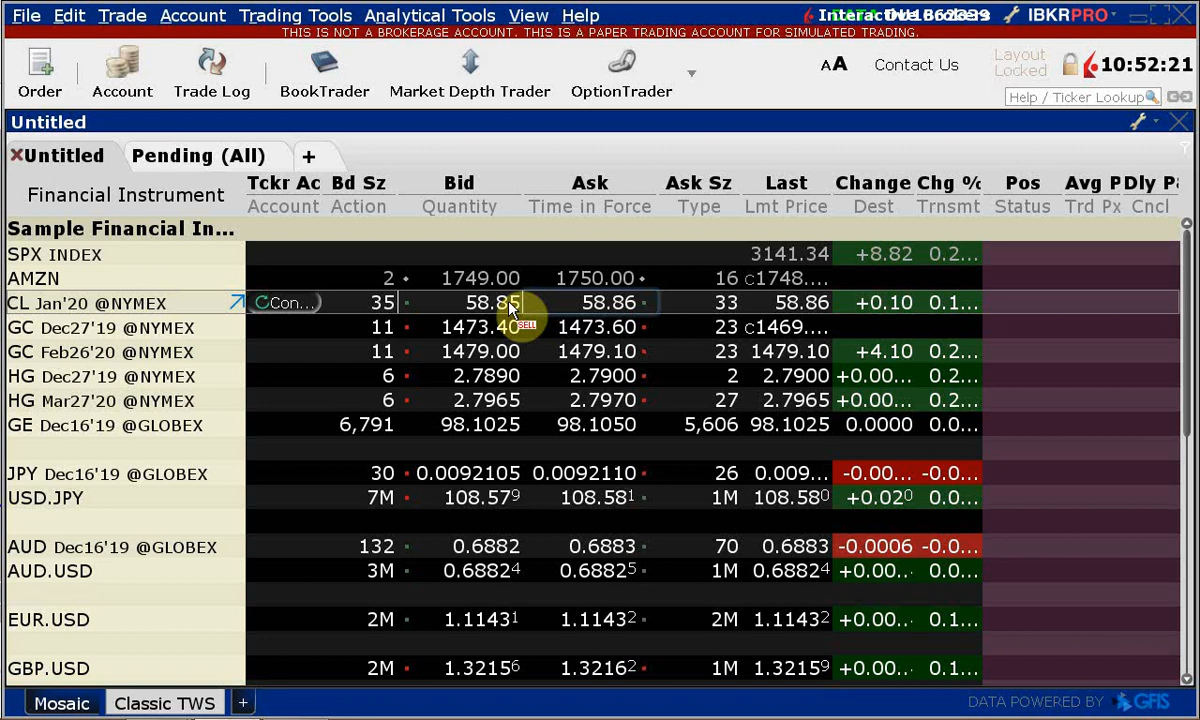 File Edit Trade Account Trading Tools Analytical Tools View Help Interactive Brokers IBKRPRO
THIS IS NOT A BROKERAGE ACCOUNT. THIS IS A PAPER TRADING ACCOUNT FOR SIMULATED TRADING.
Order Account Trade Log BookTrader Market Depth Trader OptionTrader AA Contact Us Layout Locked 10:52:21
Help / Ticker Lookup
Untitled
Untitled Pending (All) +
Financial Instrument Tckr Ac Bd Sz Bid Ask Ask Sz Last Change Chg % Pos Avg P Dly P&
Account Action Quantity Time in Force Type Lmt Price Dest Trnsmt Status Trd Px Cncl
Sample Financial In...
SPX INDEX 3141.34 +8.82 0.2...
AMZN 2 1749.00 1750.00 16 c1748....
CL Jan'20 @NYMEX Con... 35 58.85 58.86 33 58.86 +0.10 0.1...
SELL
GC Dec27'19 @NYMEX 11 1473.40 1473.60 23 c1469....
GC Feb26'20 @NYMEX 11 1479.00 1479.10 23 1479.10 +4.10 0.2...
HG Dec27'19 @NYMEX 6 2.7890 2.7900 2 2.7900 +0.00... 0.2...
HG Mar27'20 @NYMEX 6 2.7965 2.7970 27 2.7965 +0.00... 0.2...
GE Dec16'19 @GLOBEX 6,791 98.1025 98.1050 5,606 98.1025 0.0000 0.0...
JPY Dec16'19 @GLOBEX 30 0.0092105 0.0092110 26 0.009... -0.00... -0.0...
USD.JPY 7M 108.579 108.581 1M 108.580 +0.020 0.0...
AUD Dec16'19 @GLOBEX 132 0.6882 0.6883 70 0.6883 -0.0006 -0.0...
AUD.USD 3M 0.68824 0.68825 1M 0.68824 +0.00... 0.0...
EUR.USD 2M 1.11431 1.11432 2M 1.11432 +0.00... 0.0...
GBP.USD 2M 1.32156 1.32162 1M 1.32159 +0.00... 0.0...
Mosaic Classic TWS + DATA POWERED BY GFIS